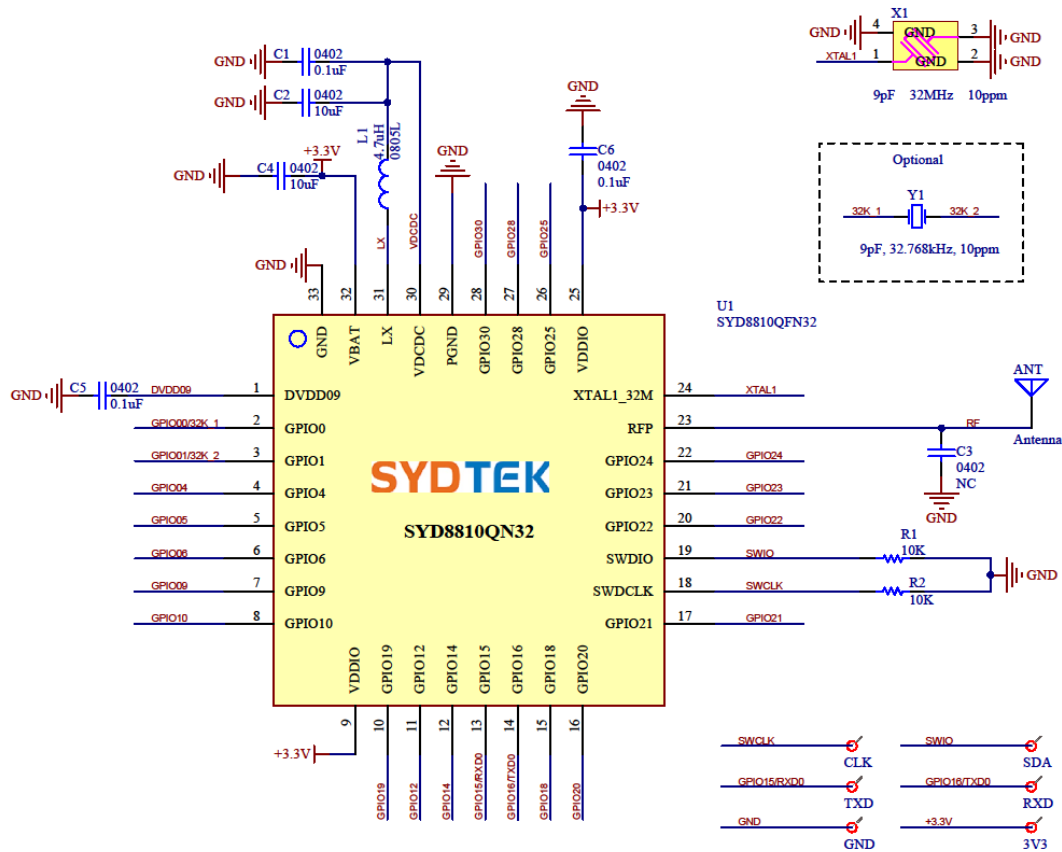 X1
GND 4 GND 3 GND
XTAL1 1 GND 2 GND
9pF 32MHz 10ppm
GND C1 0402
0.1uF
GND C2 0402
10uF
L1
4.7uH
0805L
+3.3V
GND C4 0402
10uF
GND
GND
C6
0402
0.1uF
+3.3V
LX
VDCDC
GPIO30
GPIO28
GPIO25
Optional
Y1
32K_1 32K_2
9pF, 32.768kHz, 10ppm
GND
33 32 31 30 29 28 27 26 25
GND VBAT LX VDCDC PGND GPIO30 GPIO28 GPIO25 VDDIO
U1
SYD8810QFN32
GND C5 0402 DVDD09 1 DVDD09
0.1uF
GPIO00/32K_1 2 GPIO0
GPIO01/32K_2 3 GPIO1
GPIO04 4 GPIO4
GPIO05 5 GPIO5
GPIO06 6 GPIO6
GPIO09 7 GPIO9
GPIO10 8 GPIO10
SYDTEK
SYD8810QN32
XTAL1_32M 24 XTAL1
RFP 23 RF
GPIO24 22 GPIO24
GPIO23 21 GPIO23
GPIO22 20 GPIO22
SWDIO 19 SWIO
SWDCLK 18 SWCLK
GPIO21 17 GPIO21
ANT
Antenna
C3
0402
NC
GND
R1
10K
R2
10K
GND
VDDIO GPIO19 GPIO12 GPIO14 GPIO15 GPIO16 GPIO18 GPIO20
9 10 11 12 13 14 15 16
+3.3V
GPIO19 GPIO12 GPIO14 GPIO15/RXD0 GPIO16/TXD0 GPIO18 GPIO20
SWCLK SWIO
CLK SDA
GPIO15/RXD0 GPIO16/TXD0
TXD RXD
GND +3.3V
GND 3V3